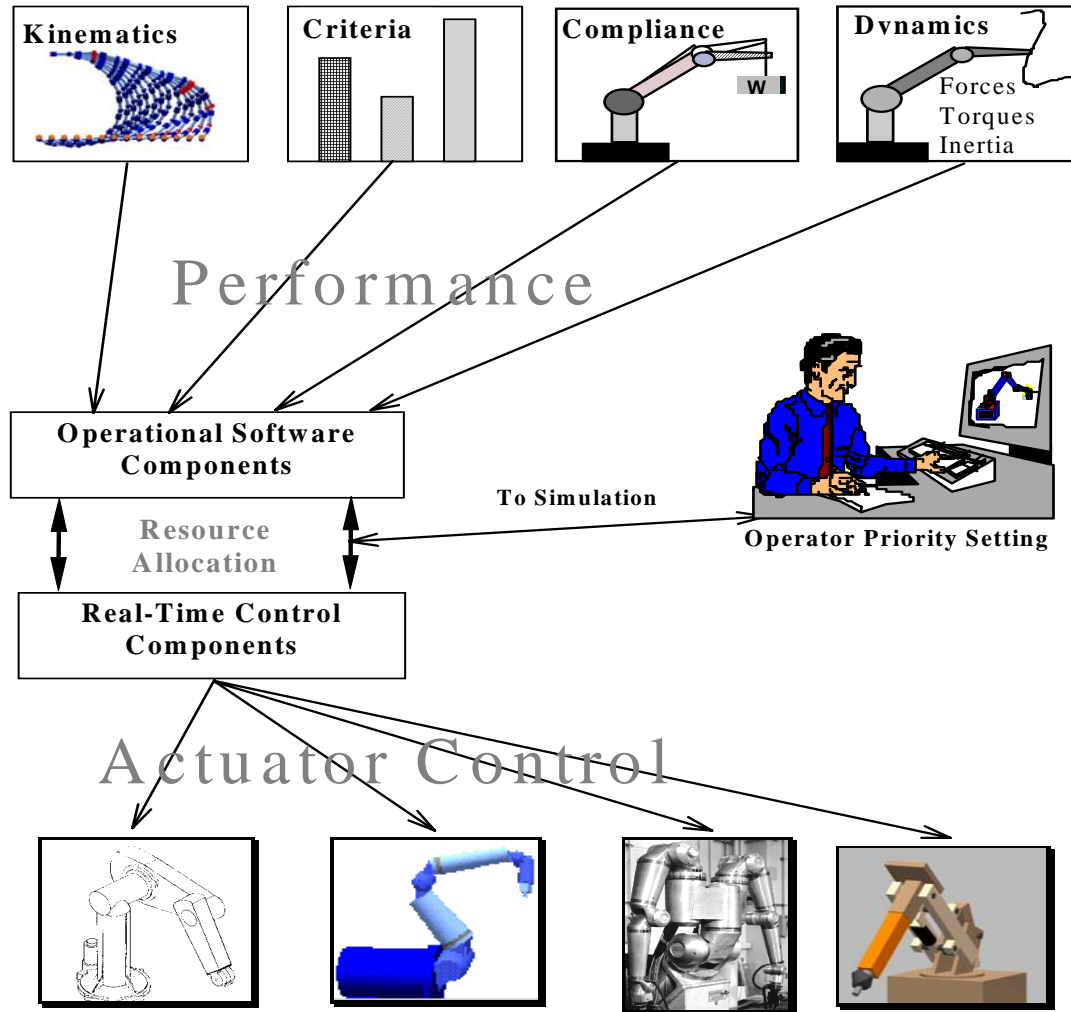 Kinematics
Criteria
Compliance
Dynamics
W
Forces
Torques
Inertia
Performance
Operational Software
Components
To Simulation
Resource
Allocation
Operator Priority Setting
Real-Time Control
Components
Actuator Control